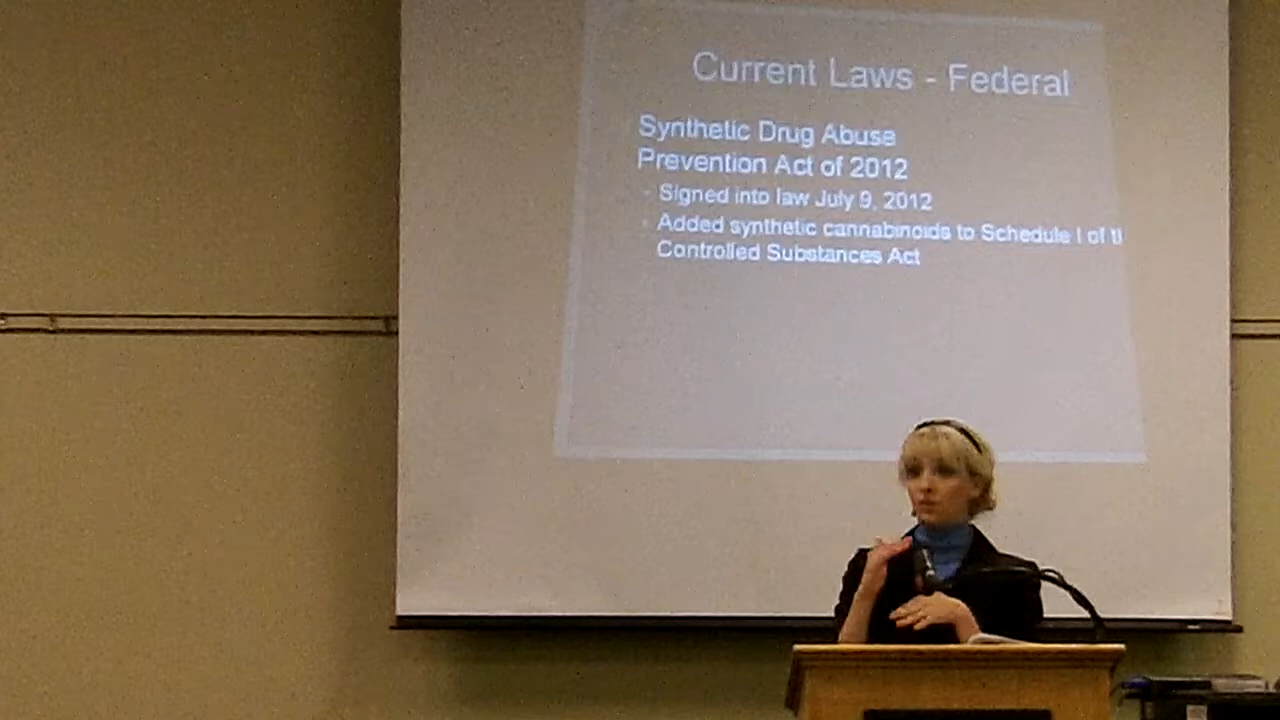 Current Laws - Federal
Synthetic Drug Abuse
Prevention Act of 2012
- Signed into law July 9, 2012
- Added synthetic cannabinoids to Schedule I of
Controlled Substances Act